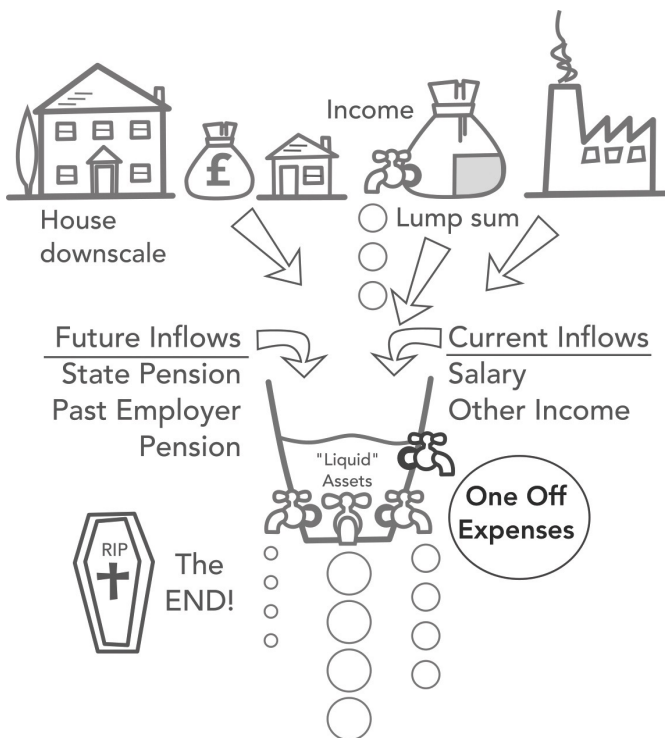 Income
£
House
downscale
Lump sum
Future Inflows
State Pension
Past Employer
Pension
Current Inflows
Salary
Other Income
"Liquid"
Assets
One Off
Expenses
RIP
The
END!